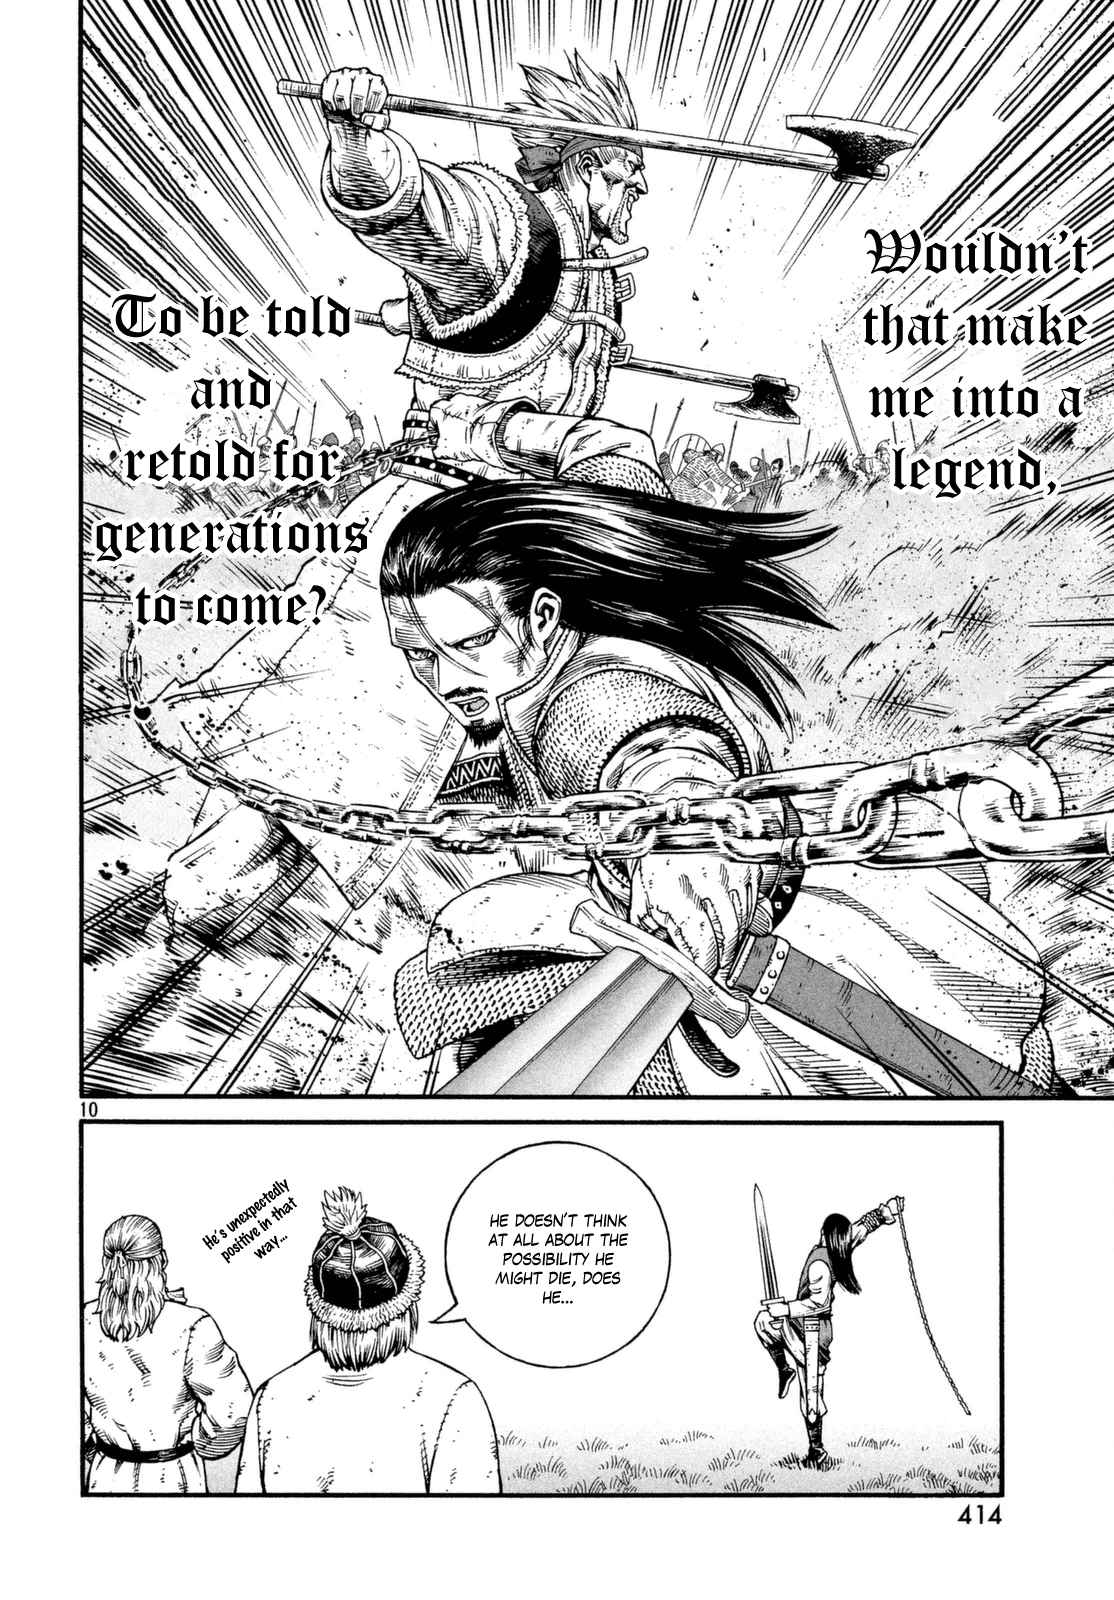 Wouldn't
that make
me into a
legend,
To be told
and
retold for
generations
to come?
10
HE DOESN'T THINK
AT ALL ABOUT THE
POSSIBILITY HE
MIGHT DIE, DOES
HE...
He's unexpectedly
positive in that
way...
414